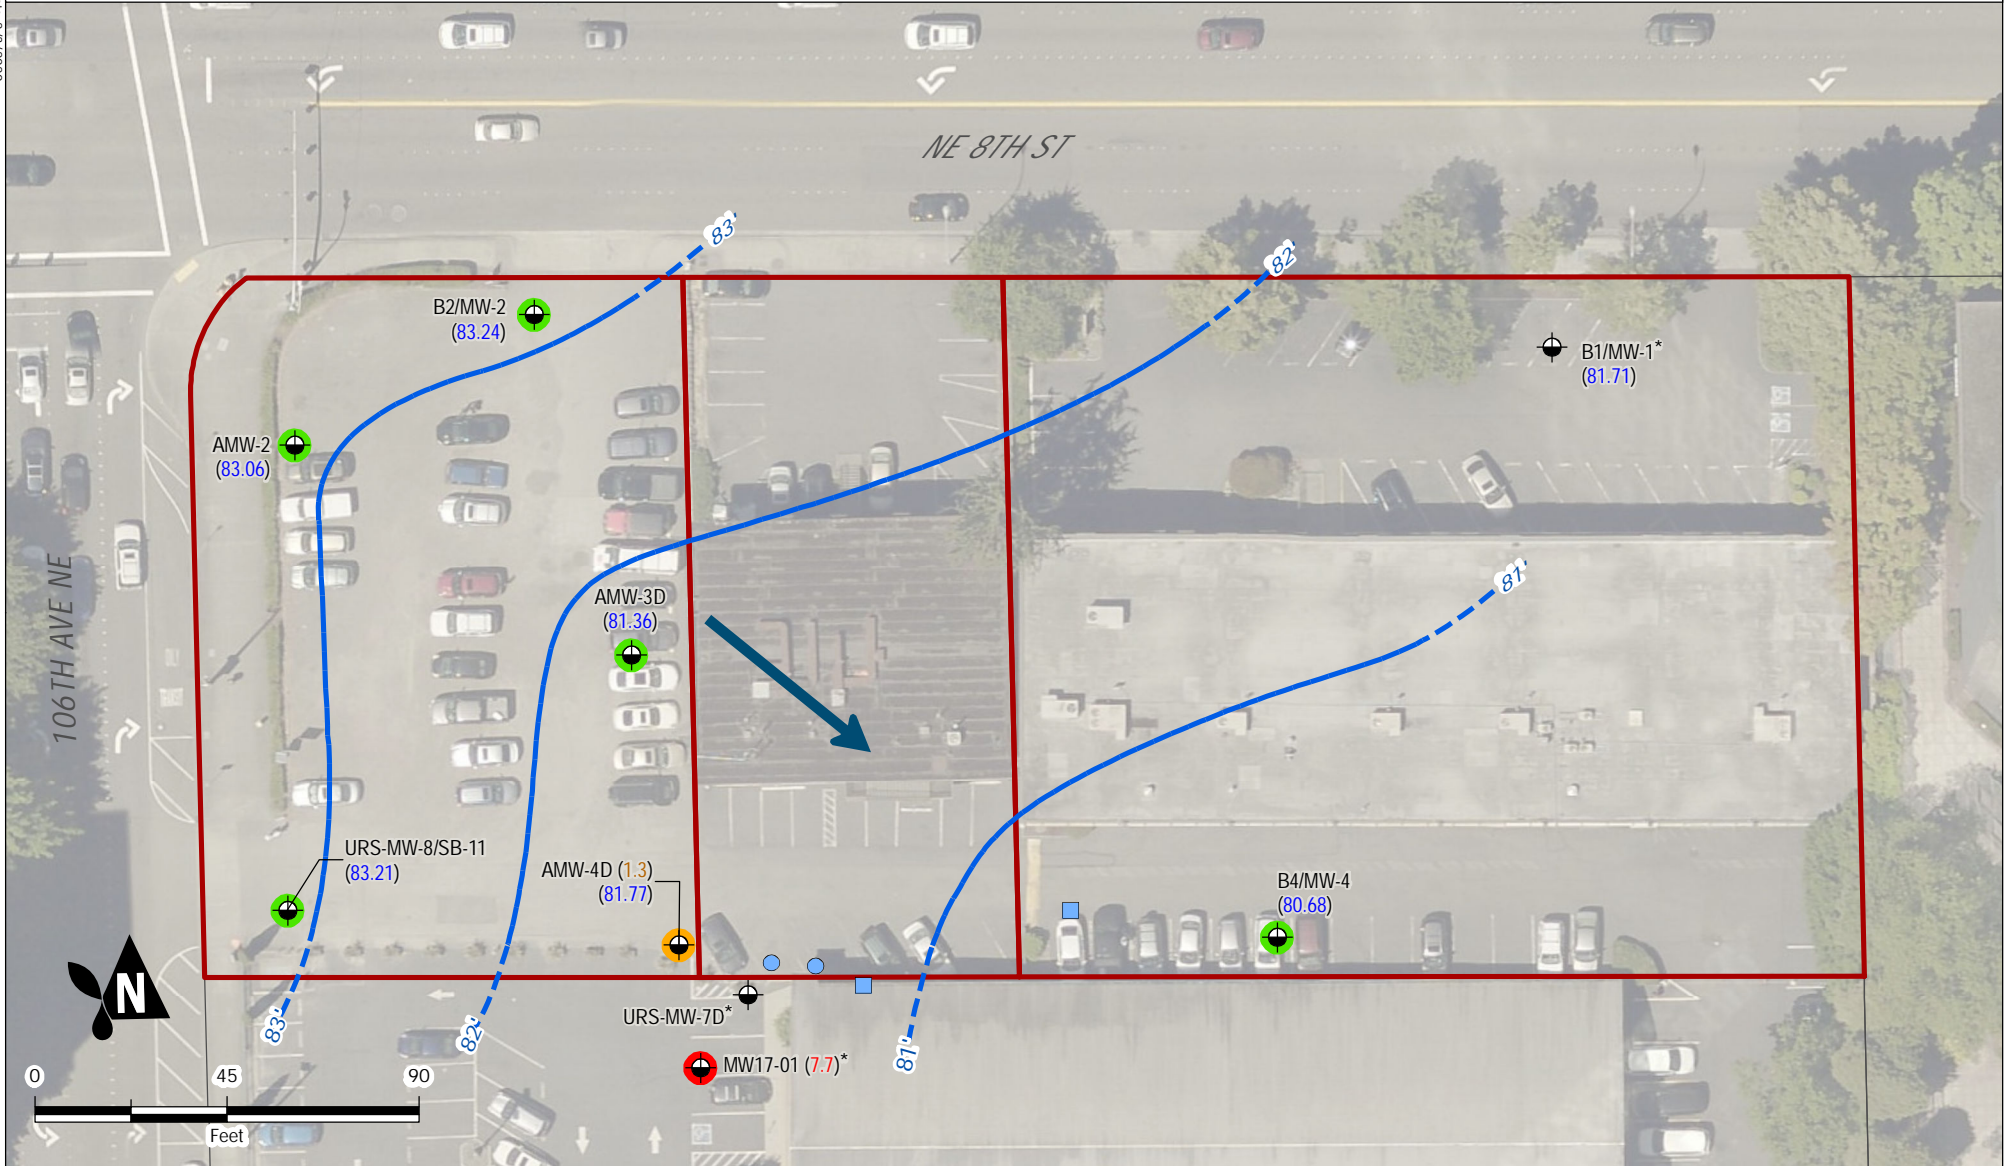 NE 8TH ST
83'
82'
B2/MW-2
(83.24)
B1/MW-1*
(81.71)
AMW-2
(83.06)
106TH AVE NE
81'
AMW-3D
(81.36)
URS-MW-8/SB-11
(83.21)
AMW-4D (1.3)
(81.77)
B4/MW-4
(80.68)
N
83'
82'
81'
URS-MW-7D*
MW17-01 (7.7)*
0 45 90
Feet